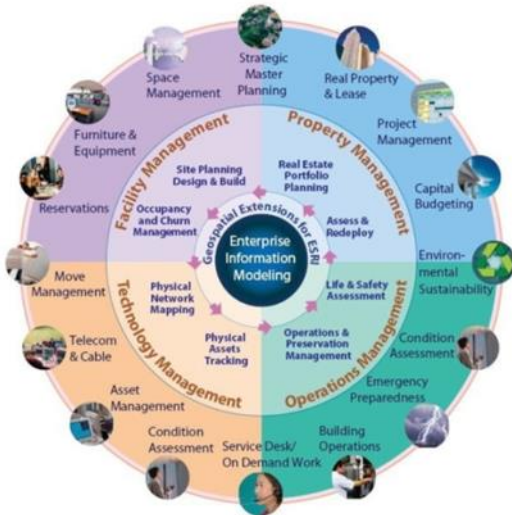 Strategic
Master
Planning
Real Property
& Lease
Project
Management
Capital
Budgeting
Environ-
mental
Sustainability
Condition
Assessment
Emergency
Preparedness
Building
Operations
Service Desk/
On Demand Work
Condition
Assessment
Asset
Management
Telecom
& Cable
Move
Management
Reservations
Furniture &
Equipment
Space
Management
Facility Management
Property Management
Operations Management
Technology Management
Site Planning
Design & Build
Real Estate
Portfolio
Planning
Assess &
Redeploy
Life & Safety
Assessment
Operations &
Preservation
Management
Physical
Assets
Tracking
Physical
Network
Mapping
Occupancy
and Churn
Management
Geospatial Extensions for ESRI
Enterprise
Information
Modeling